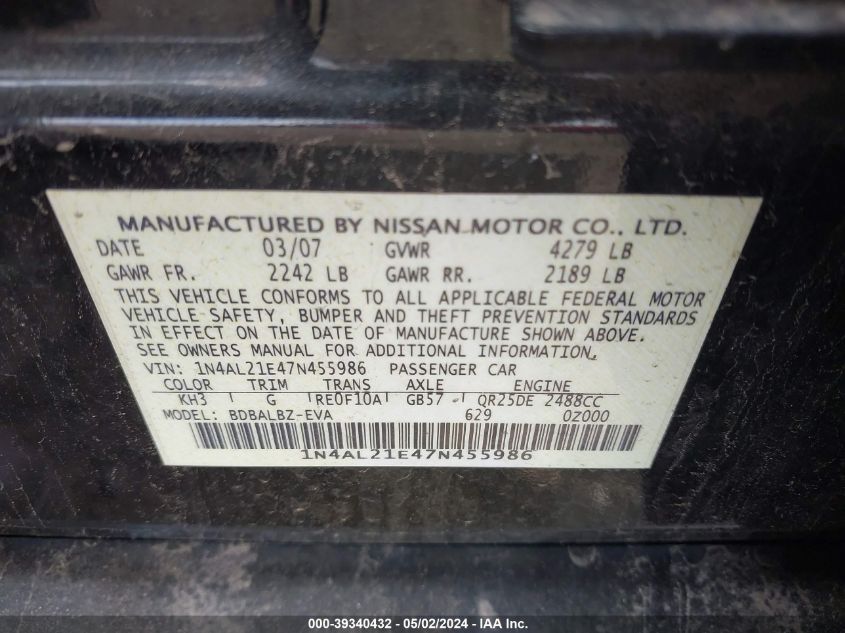 MANUFACTURED BY NISSAN MOTOR CO., LTD.
DATE 03/07 GVWR 4279 LB
GAWR FR. 2242 LB GAWR RR. 2189 LB
THIS VEHICLE CONFORMS TO ALL APPLICABLE FEDERAL MOTOR
VEHICLE SAFETY, BUMPER AND THEFT PREVENTION STANDARDS
IN EFFECT ON THE DATE OF MANUFACTURE SHOWN ABOVE.
SEE OWNERS MANUAL FOR ADDITIONAL INFORMATION.
VIN: 1N4AL21E47N455986 PASSENGER CAR
COLOR TRIM TRANS AXLE ENGINE
KH3 G RE0F10A GB57 QR25DE 2488CC
MODEL: BDBALBZ-EVA 629 0Z000
1N4AL21E47N455986
000-39340432 - 05/02/2024 - IAA Inc.